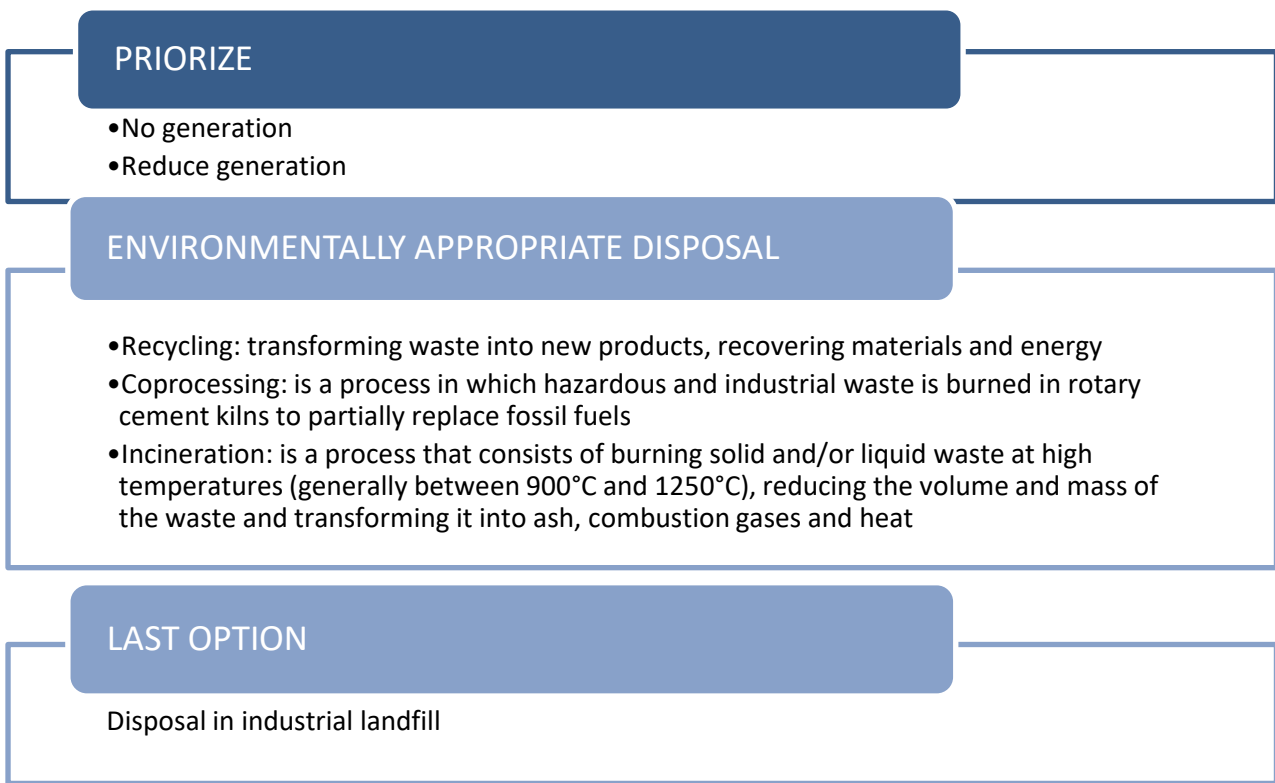 PRIORIZE
•No generation
•Reduce generation
ENVIRONMENTALLY APPROPRIATE DISPOSAL
•Recycling: transforming waste into new products, recovering materials and energy
•Coprocessing: is a process in which hazardous and industrial waste is burned in rotary
cement kilns to partially replace fossil fuels
•Incineration: is a process that consists of burning solid and/or liquid waste at high
temperatures (generally between 900°C and 1250°C), reducing the volume and mass of
the waste and transforming it into ash, combustion gases and heat
LAST OPTION
Disposal in industrial landfill